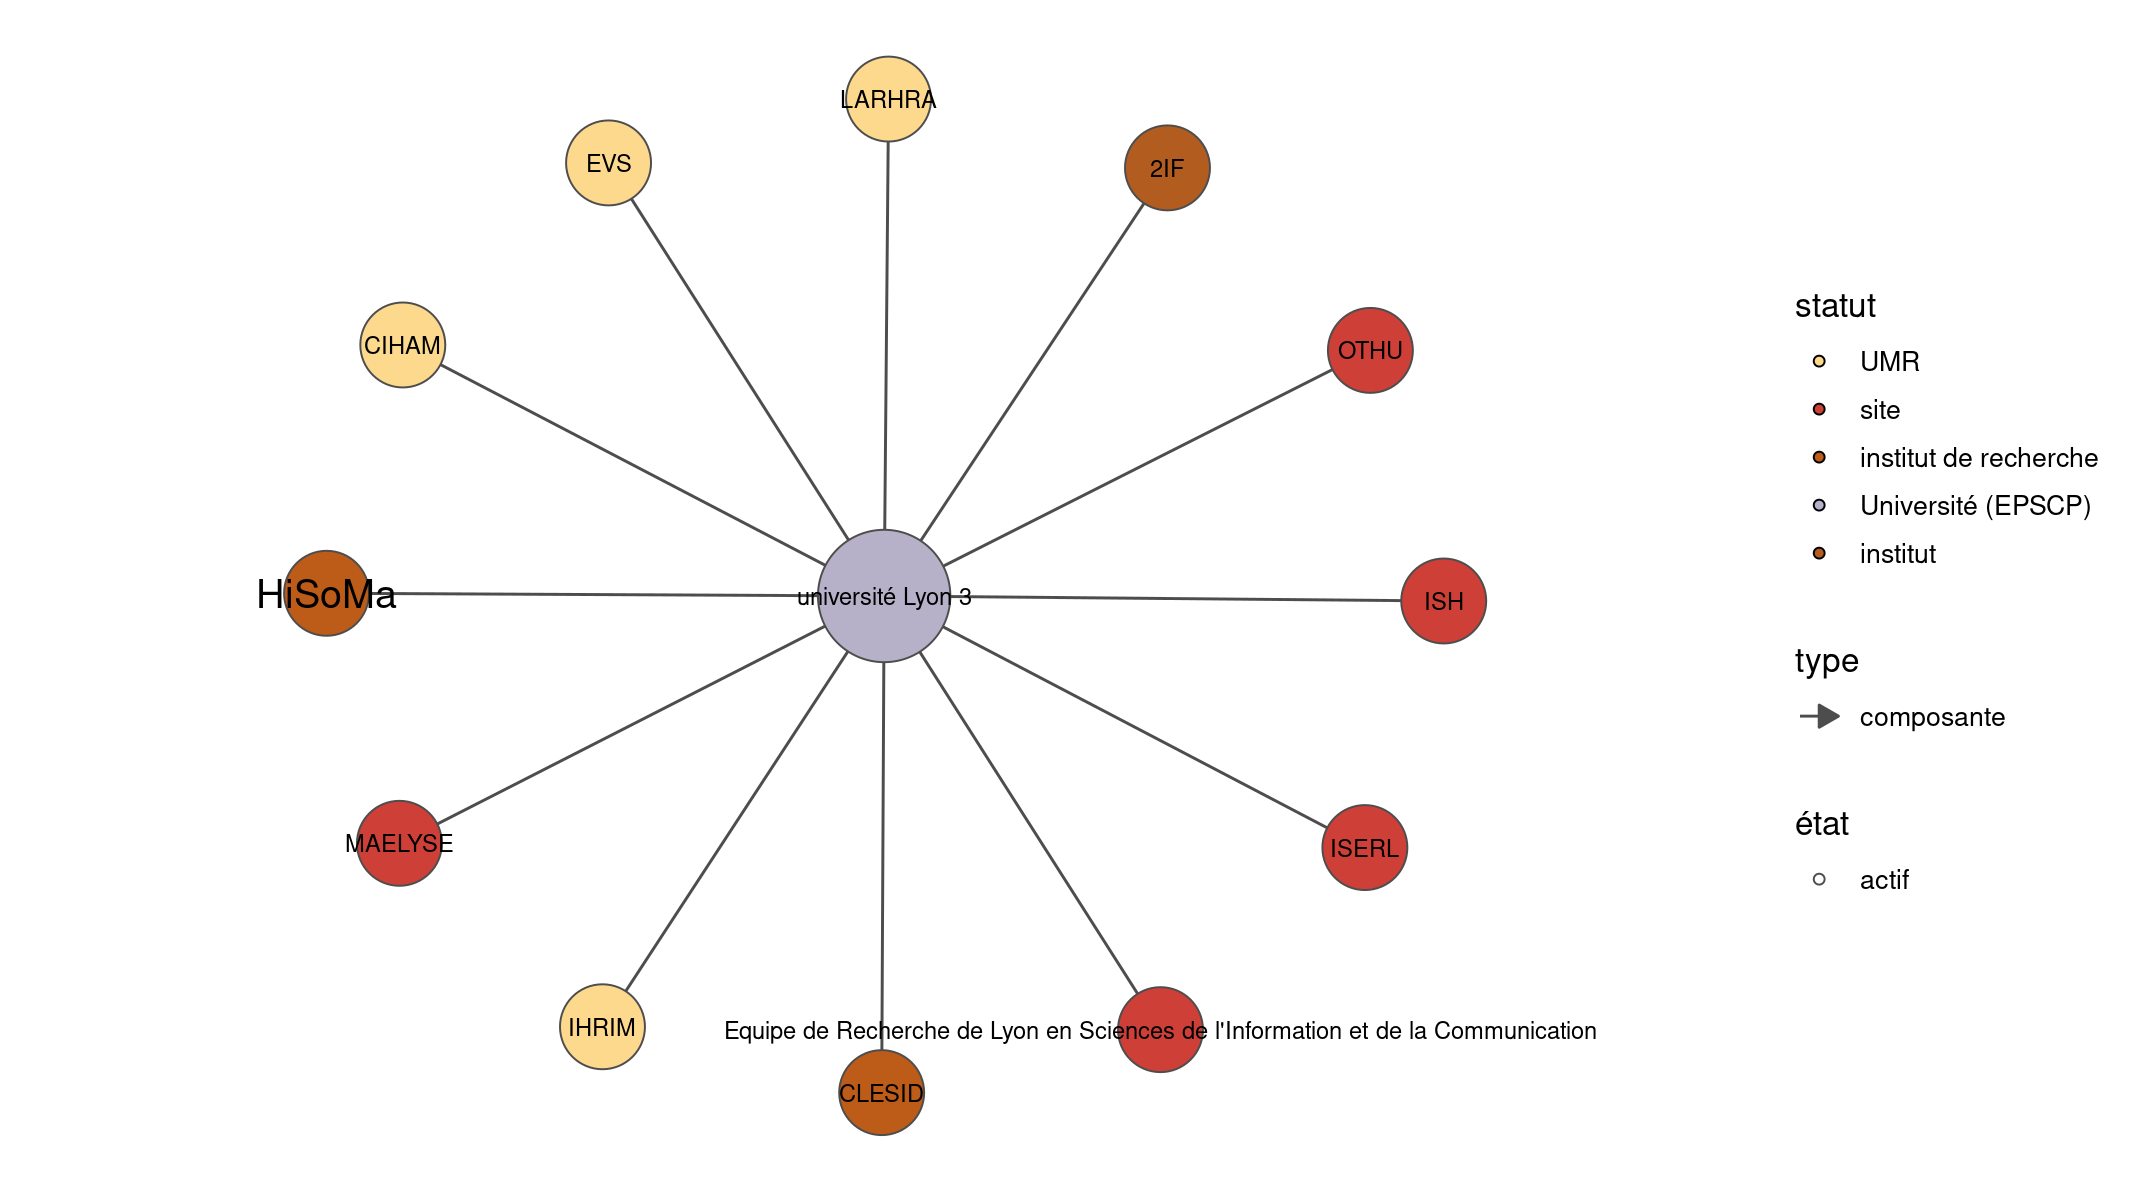 LARHRA
EVS
2IF
CIHAM
OTHU
HiSoMa
université Lyon 3
ISH
MAELYSE
ISERL
IHRIM
Equipe de Recherche de Lyon en Sciences de l'Information et de la Communication
CLESID
statut
UMR
site
institut de recherche
Université (EPSCP)
institut
type
composante
état
actif